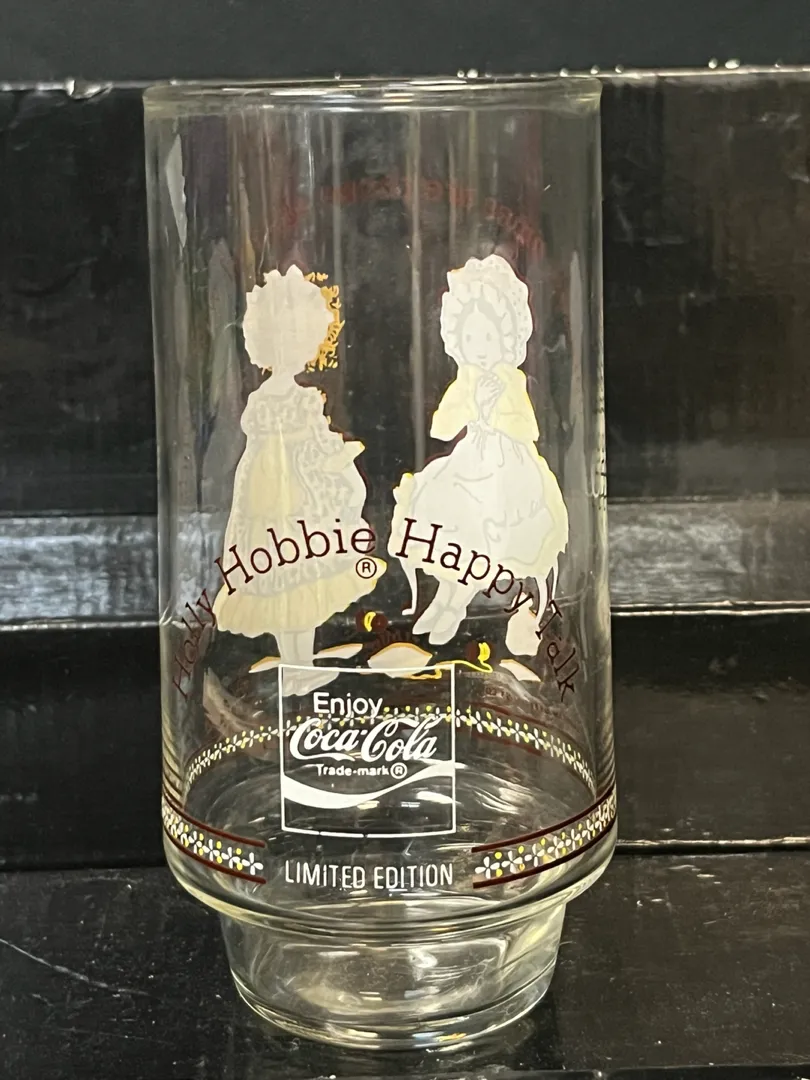 Holly Hobbie® Happy Talk
Enjoy
Coca-Cola
Trade-mark®
LIMITED EDITION